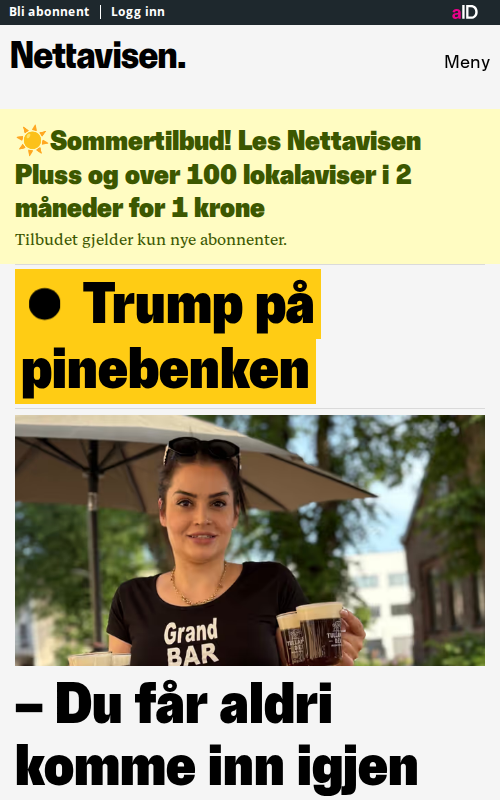 Bli abonnent
Logg inn
aID
Nettavisen.
Meny
☀️Sommertilbud! Les Nettavisen
Pluss og over 100 lokalaviser i 2
måneder for 1 krone
Tilbudet gjelder kun nye abonnenter.
Trump på
pinebenken
Grand
BAR
– Du får aldri
komme inn igjen